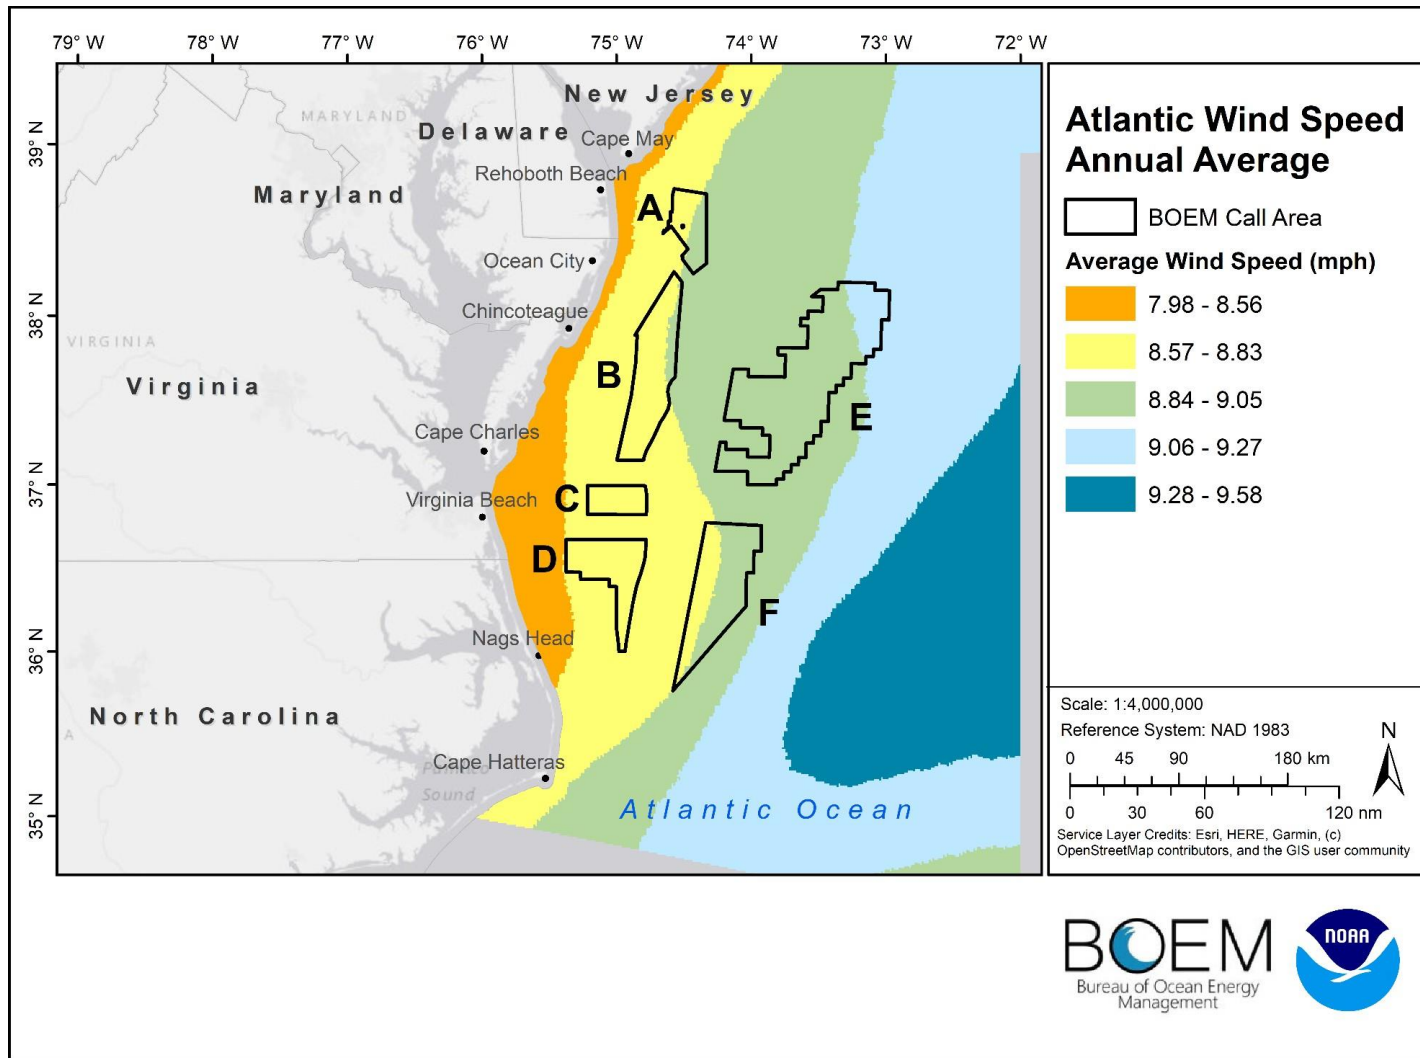 79° W 78° W 77° W 76° W 75° W 74° W 73° W 72° W
39° N
38° N
37° N
36° N
35° N
New Jersey
MARYLAND
Delaware
Cape May
Rehoboth Beach
Maryland
A
Ocean City
Chincoteague
VIRGINIA
B
Virginia
E
Cape Charles
Virginia Beach
C
D
F
Nags Head
North Carolina
A
Cape Hatteras
Pamlico
Sound
Atlantic Ocean
Atlantic Wind Speed
Annual Average
BOEM Call Area
Average Wind Speed (mph)
7.98 - 8.56
8.57 - 8.83
8.84 - 9.05
9.06 - 9.27
9.28 - 9.58
Scale: 1:4,000,000
Reference System: NAD 1983
N
0 45 90 180 km
0 30 60 120 nm
Service Layer Credits: Esri, HERE, Garmin, (c)
OpenStreetMap contributors, and the GIS user community
BOEM
Bureau of Ocean Energy
Management
NOAA